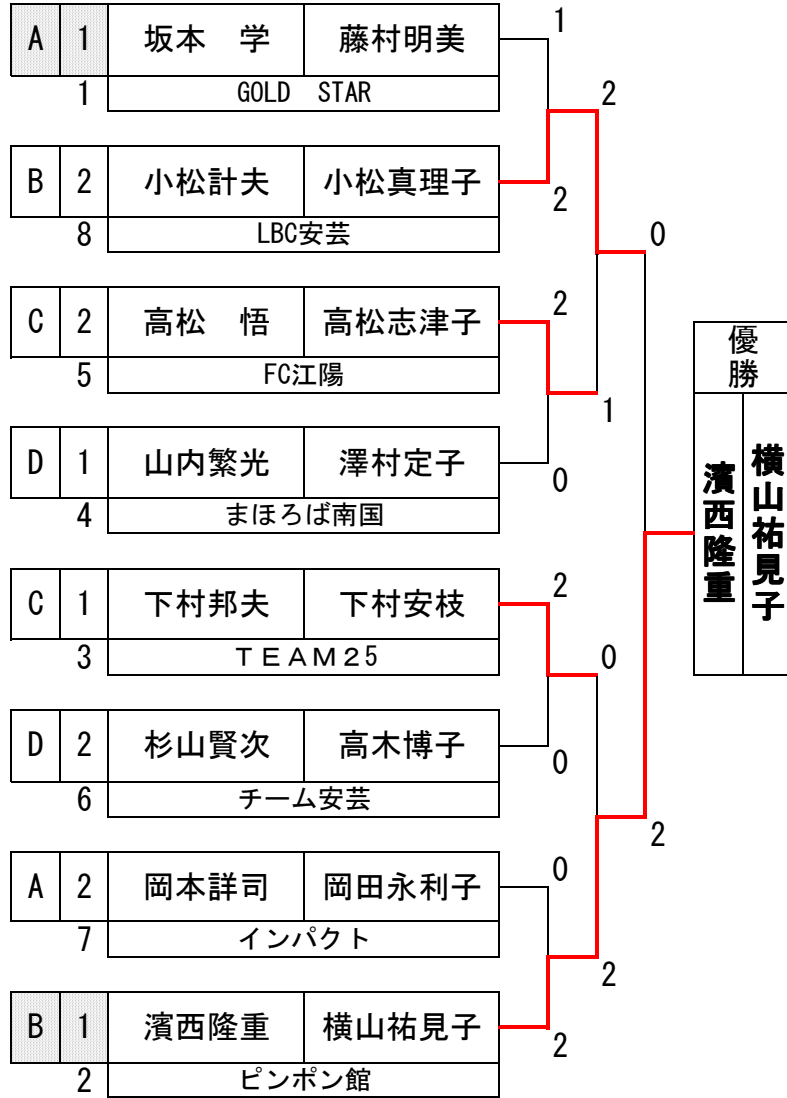 A 1 坂本　学 藤村明美 1
1 GOLD　STAR 2
B 2 小松計夫 小松真理子 2
8 LBC安芸 0
C 2 高松　悟 高松志津子 2
5 FC江陽 1
D 1 山内繁光 澤村定子 0
4 まほろば南国
優勝
濱西隆重
横山祐見子
C 1 下村邦夫 下村安枝 2
3 ＴＥＡＭ２５ 0
D 2 杉山賢次 高木博子 0
6 チーム安芸 2
A 2 岡本詳司 岡田永利子 0
7 インパクト 2
B 1 濱西隆重 横山祐見子 2
2 ピンポン館